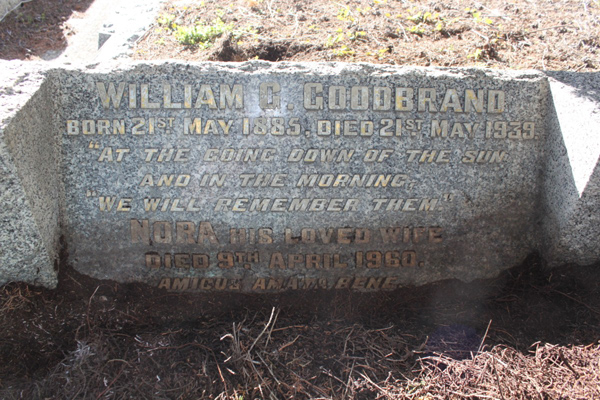 WILLIAM G. GOODBRAND
BORN 21ST MAY 1885. DIED 21ST MAY 1939.
"AT THE GOING DOWN OF THE SUN
AND IN THE MORNING,
"WE WILL REMEMBER THEM."
NORA HIS LOVED WIFE
DIED 9TH APRIL 1960.
AMICUS AMATA BENE